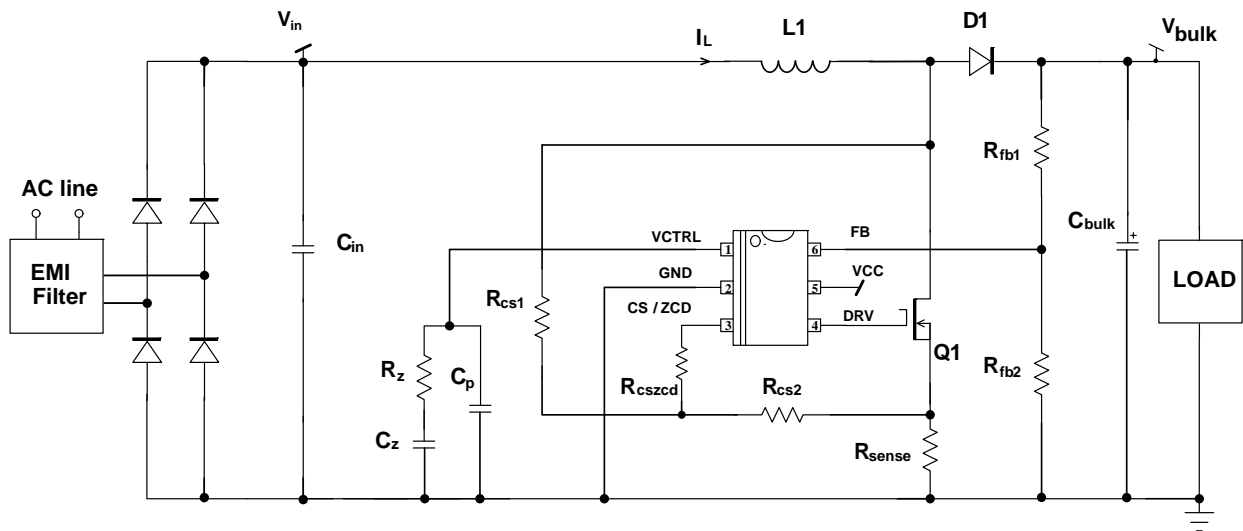 Vin
IL
L1
D1
Vbulk
Rfb1
AC line
EMI
Filter
Cin
VCTRL
1
6
FB
Cbulk
+
GND
2
5
VCC
LOAD
Rcs1
CS / ZCD
3
4
DRV
Q1
Rz
Cp
Rcszcd
Rcs2
Rfb2
Cz
Rsense